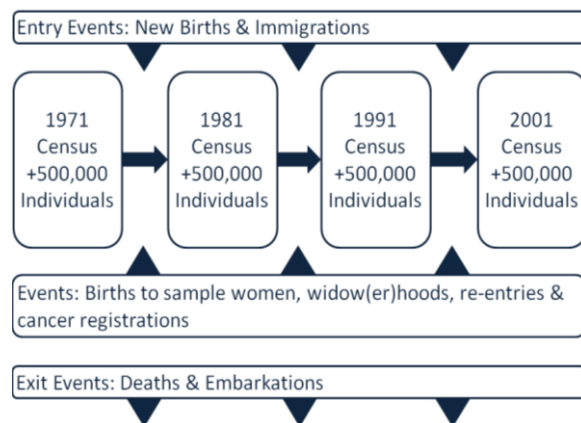 Entry Events: New Births & Immigrations
1971
Census
+500,000
Individuals
1981
Census
+500,000
Individuals
1991
Census
+500,000
Individuals
2001
Census
+500,000
Individuals
Events: Births to sample women, widow(er)hoods, re-entries &
cancer registrations
Exit Events: Deaths & Embarkations